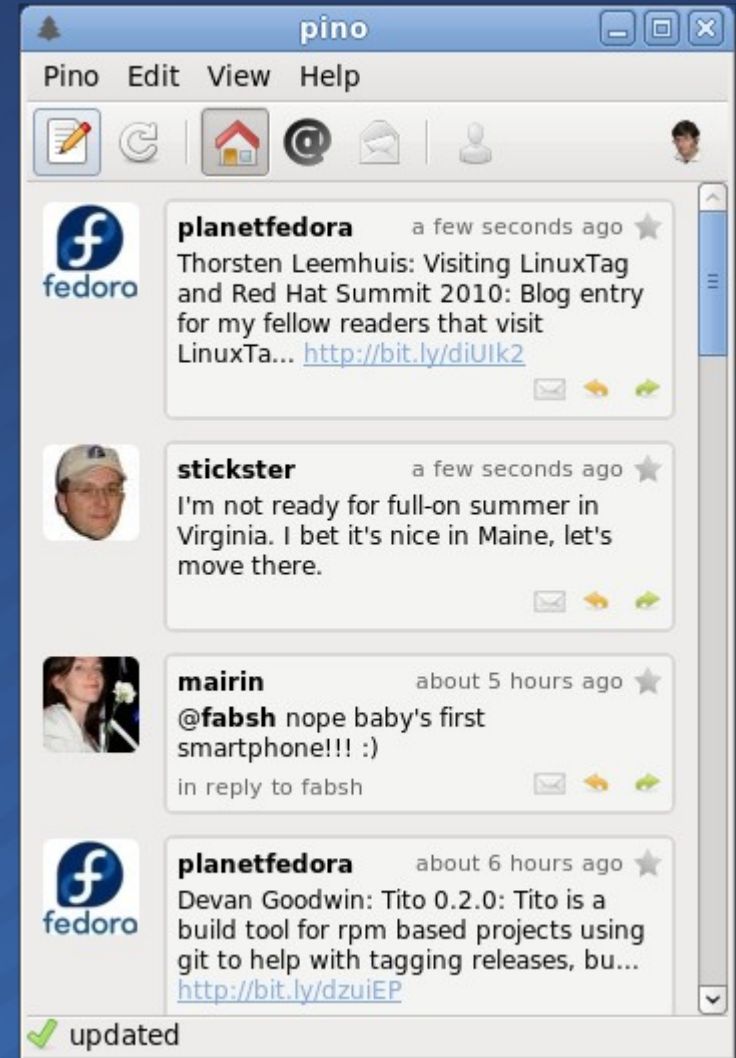 pino
Pino Edit View Help
@
fedora
planetfedora a few seconds ago
Thorsten Leemhuis: Visiting LinuxTag
and Red Hat Summit 2010: Blog entry
for my fellow readers that visit
LinuxTa... http://bit.ly/diUIk2
stickster a few seconds ago
I'm not ready for full-on summer in
Virginia. I bet it's nice in Maine, let's
move there.
mairin about 5 hours ago
@fabsh nope baby's first
smartphone!!! :)
in reply to fabsh
fedora
planetfedora about 6 hours ago
Devan Goodwin: Tito 0.2.0: Tito is a
build tool for rpm based projects using
git to help with tagging releases, bu...
http://bit.ly/dzuiEP
updated